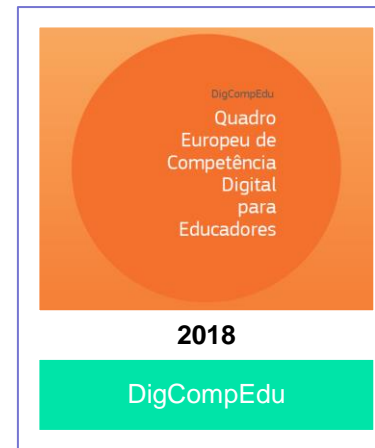 DigCompEdu
Quadro
Europeu de
Competência
Digital
para
Educadores
2018
DigCompEdu